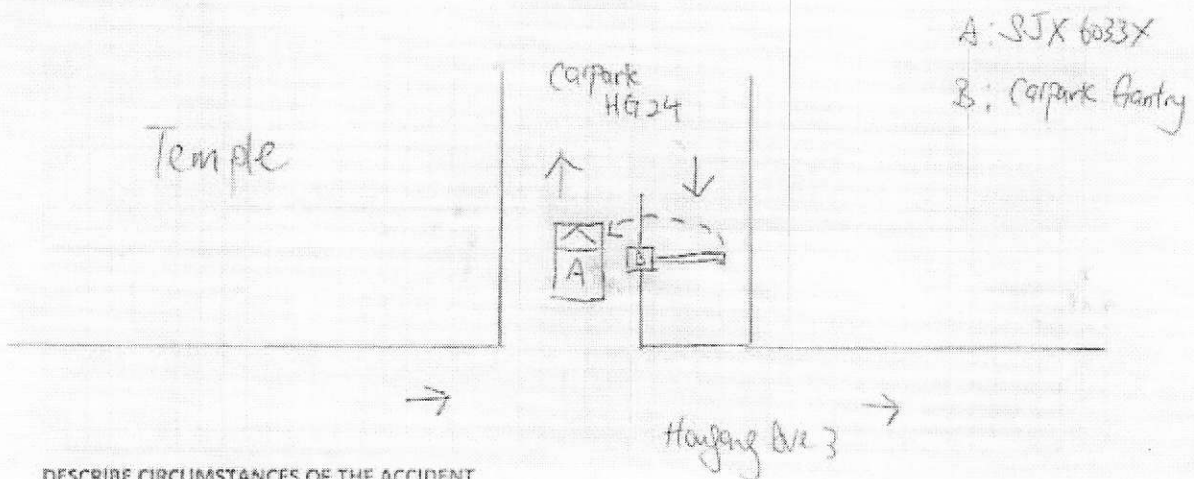 A: SJX 6033X
B: Carpark Gantry
Carpark
HG24
Temple
A
B
Hougang Ave 3
DESCRIBE CIRCUMSTANCES OF THE ACCIDENT